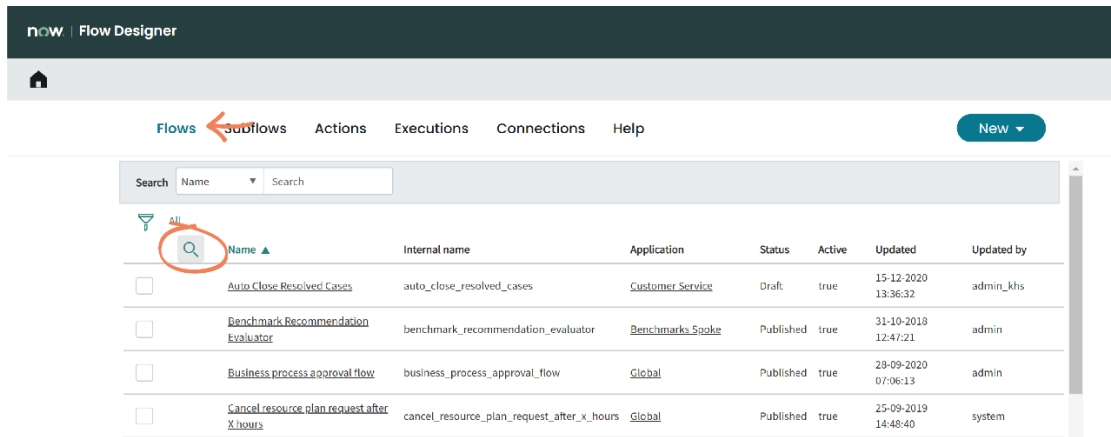 now. | Flow Designer
Flows Subflows Actions Executions Connections Help New
Search Name Search
All
Name Internal name Application Status Active Updated Updated by
Auto Close Resolved Cases auto_close_resolved_cases Customer Service Draft true 15-12-2020 admin_khs
13:36:32
Benchmark Recommendation benchmark_recommendation_evaluator Benchmarks Spoke Published true 31-10-2018 admin
Evaluator 12:47:21
Business process approval flow business_process_approval_flow Global Published true 28-09-2020 admin
07:06:13
Cancel resource plan request after cancel_resource_plan_request_after_x_hours Global Published true 25-09-2019 system
X hours 14:48:40